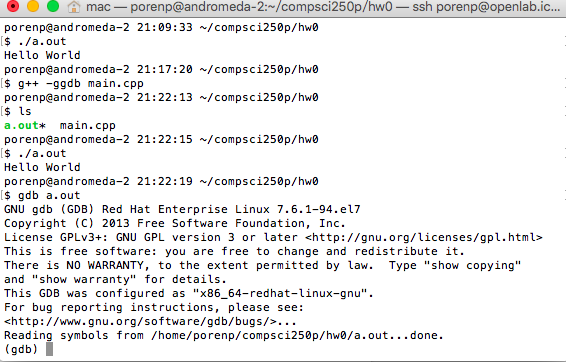 mac — porenp@andromeda-2:~/compsci250p/hw0 — ssh porenp@openlab.ic...
porenp@andromeda-2 21:09:33 ~/compsci250p/hw0
[$ ./a.out
Hello World
porenp@andromeda-2 21:17:20 ~/compsci250p/hw0
[$ g++ -ggdb main.cpp
porenp@andromeda-2 21:22:13 ~/compsci250p/hw0
[$ ls
a.out*  main.cpp
porenp@andromeda-2 21:22:15 ~/compsci250p/hw0
[$ ./a.out
Hello World
porenp@andromeda-2 21:22:19 ~/compsci250p/hw0
[$ gdb a.out
GNU gdb (GDB) Red Hat Enterprise Linux 7.6.1-94.el7
Copyright (C) 2013 Free Software Foundation, Inc.
License GPLv3+: GNU GPL version 3 or later <http://gnu.org/licenses/gpl.html>
This is free software: you are free to change and redistribute it.
There is NO WARRANTY, to the extent permitted by law.  Type "show copying"
and "show warranty" for details.
This GDB was configured as "x86_64-redhat-linux-gnu".
For bug reporting instructions, please see:
<http://www.gnu.org/software/gdb/bugs/>...
Reading symbols from /home/porenp/compsci250p/hw0/a.out...done.
(gdb)